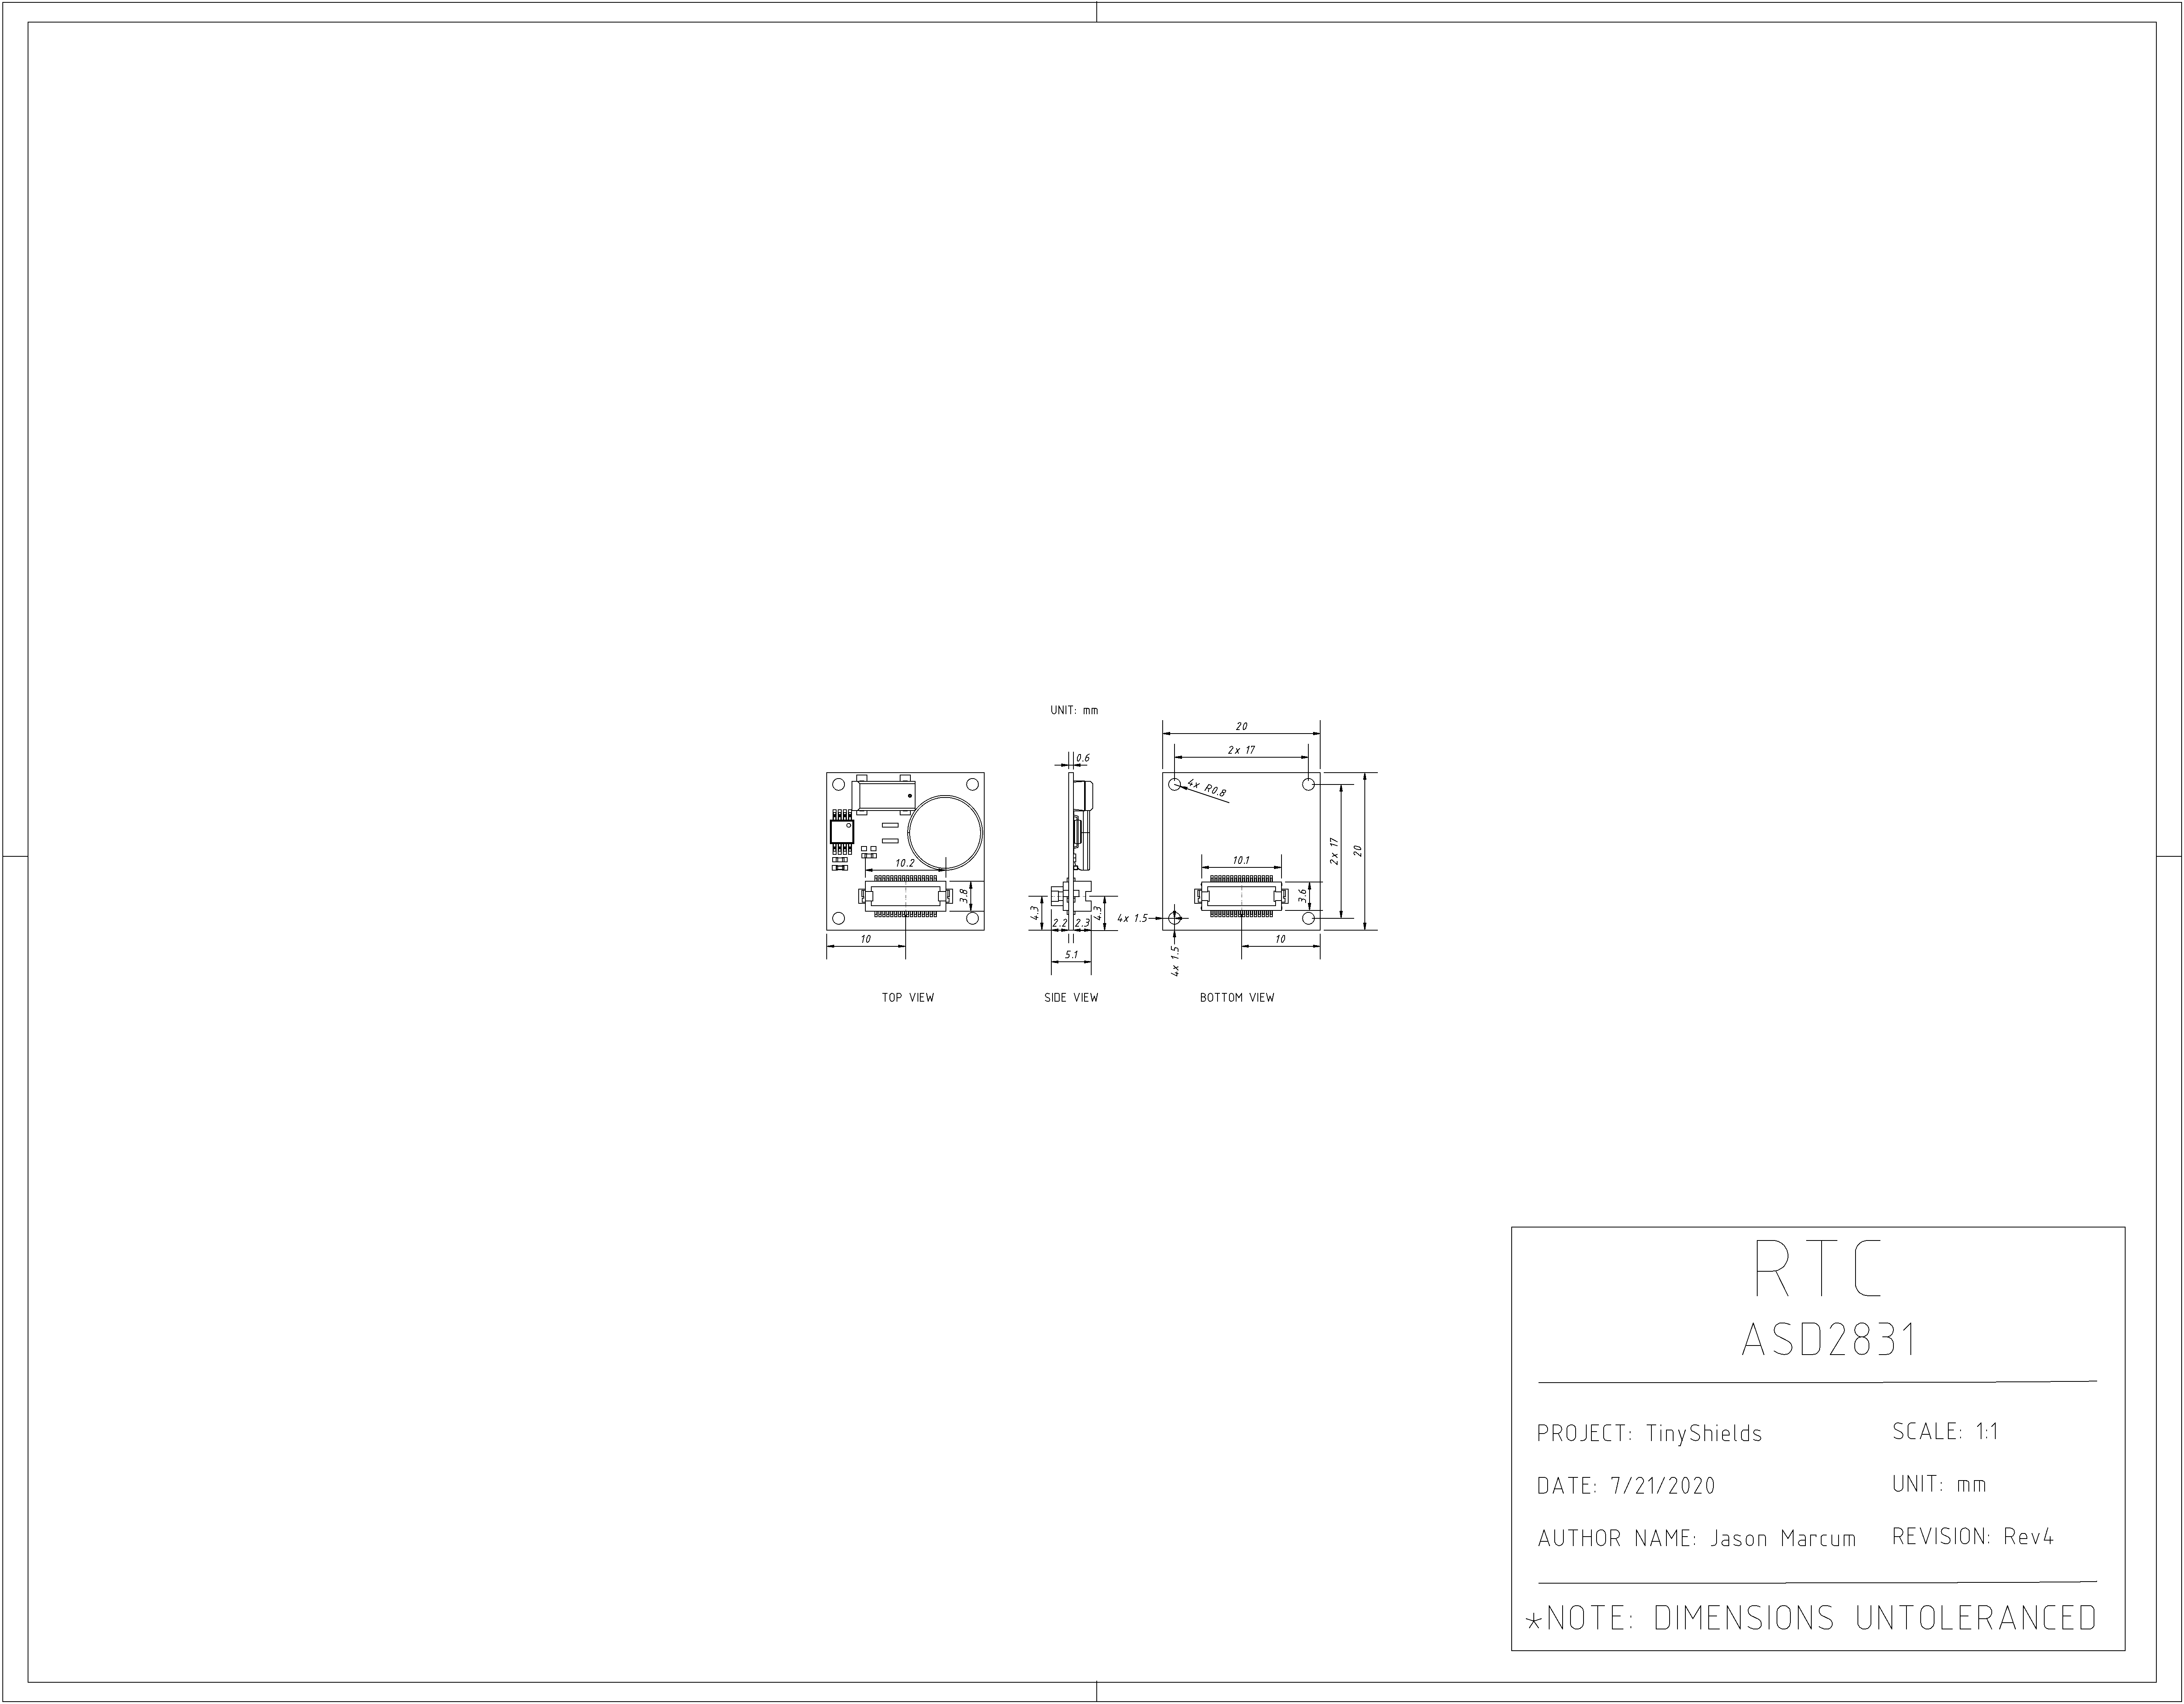 UNIT: mm
20
2x 17
0.6
4x R0.8
2x 17
20
10.2
10.1
3.8
3.6
4.3
4.3
2.2
2.3
4x 1.5
4x 1.5
10
10
5.1
TOP VIEW
SIDE VIEW
BOTTOM VIEW
RTC
ASD2831
PROJECT: TinyShields
SCALE: 1:1
DATE: 7/21/2020
UNIT: mm
AUTHOR NAME: Jason Marcum
REVISION: Rev4
*NOTE: DIMENSIONS UNTOLERANCED